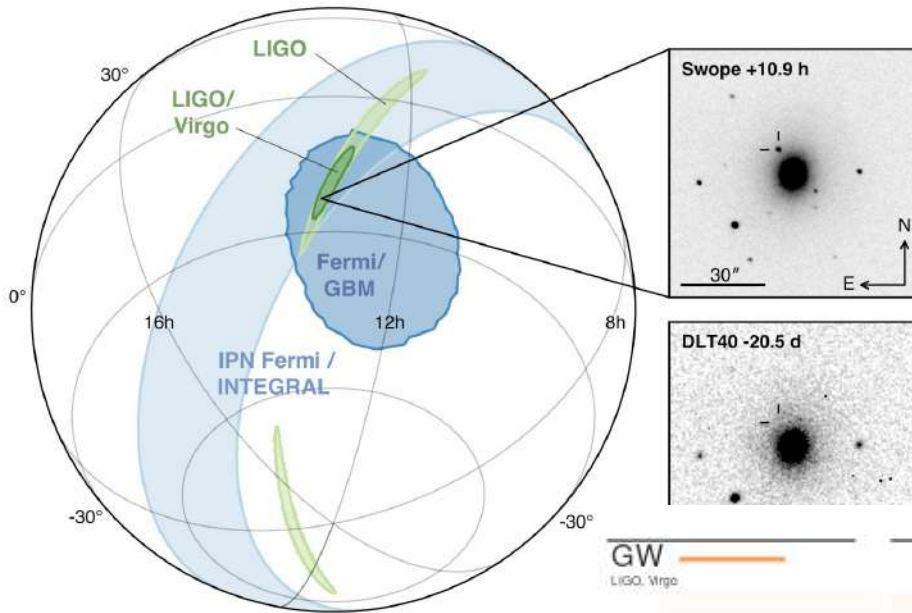 LIGO
30°
LIGO/
Virgo
Fermi/
GBM
0°
16h
12h
8h
IPN Fermi /
INTEGRAL
-30°
-30°
Swope +10.9 h
N
30"
E
DLT40 -20.5 d
GW
LIGO, Virgo